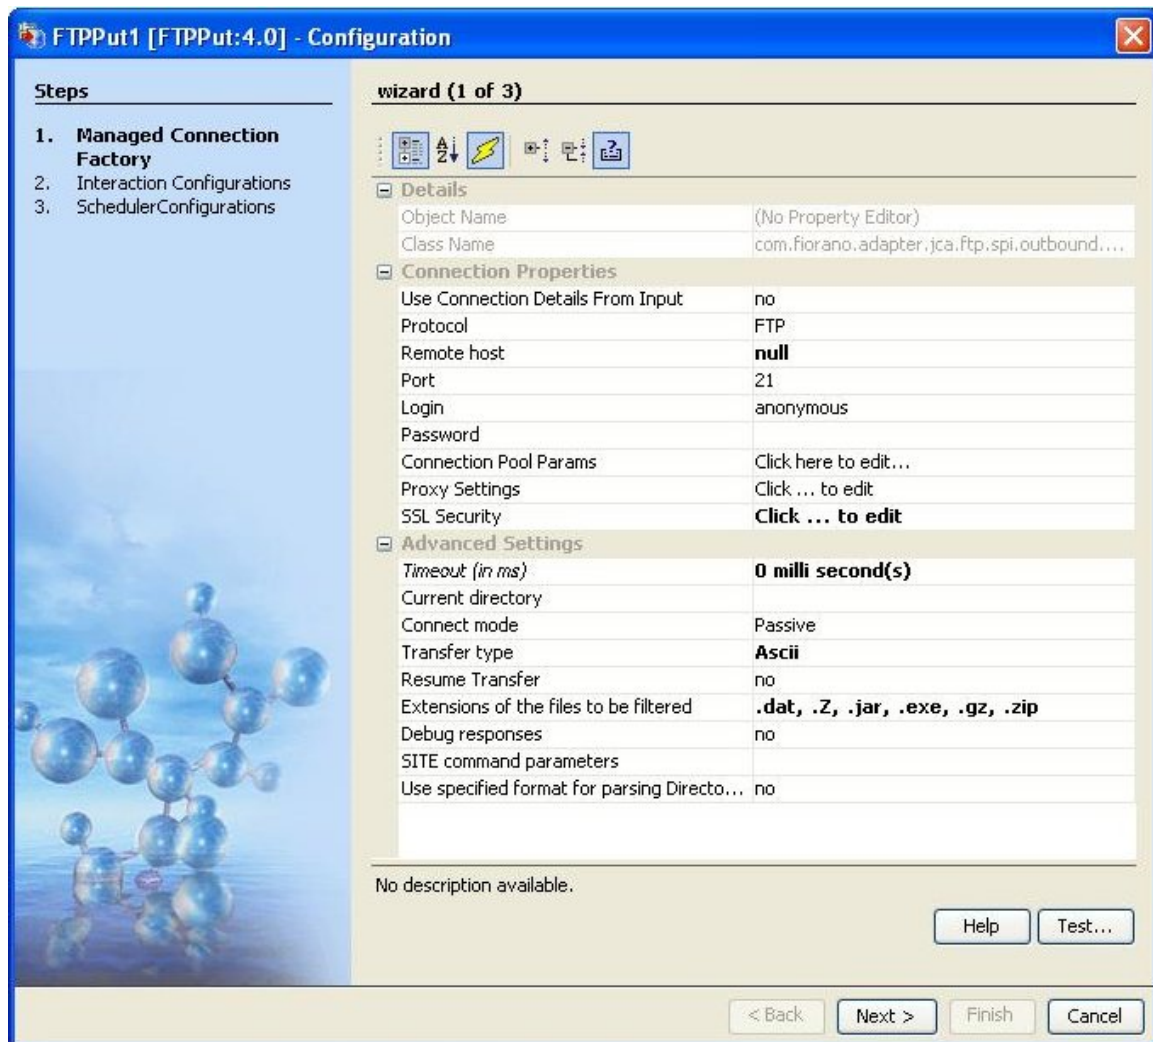 FTPPut1 [FTPPut:4.0] - Configuration
Steps
1. Managed Connection
Factory
2. Interaction Configurations
3. SchedulerConfigurations
wizard (1 of 3)
Details
Object Name (No Property Editor)
Class Name com.fiorano.adapter.jca.ftp.spi.outbound....
Connection Properties
Use Connection Details From Input no
Protocol FTP
Remote host null
Port 21
Login anonymous
Password
Connection Pool Params Click here to edit...
Proxy Settings Click ... to edit
SSL Security Click ... to edit
Advanced Settings
Timeout (in ms) 0 milli second(s)
Current directory
Connect mode Passive
Transfer type Ascii
Resume Transfer no
Extensions of the files to be filtered .dat, .Z, .jar, .exe, .gz, .zip
Debug responses no
SITE command parameters
Use specified format for parsing Directo... no
No description available.
Help Test...
< Back Next > Finish Cancel